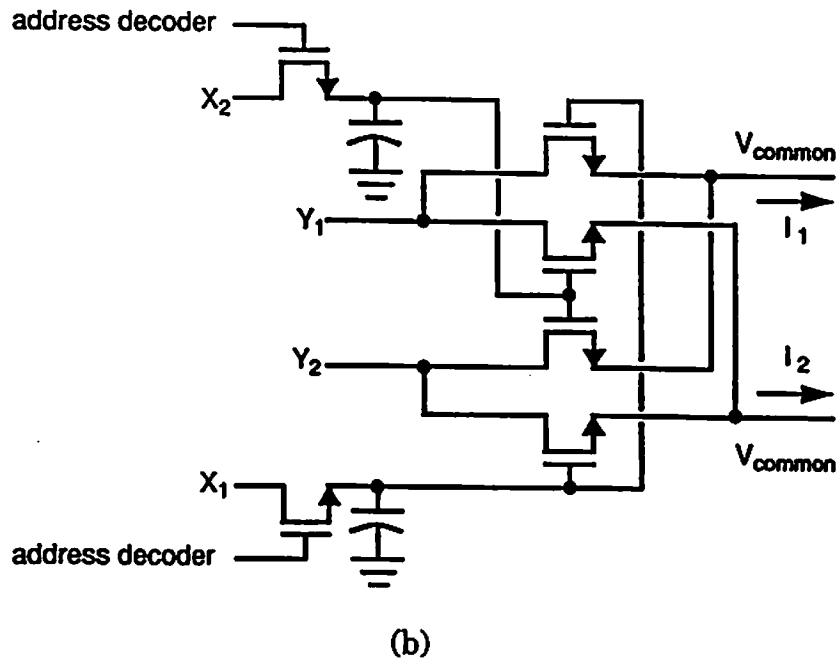 address decoder
X2
Vcommon
Y1
I1
Y2
I2
X1
Vcommon
address decoder
(b)